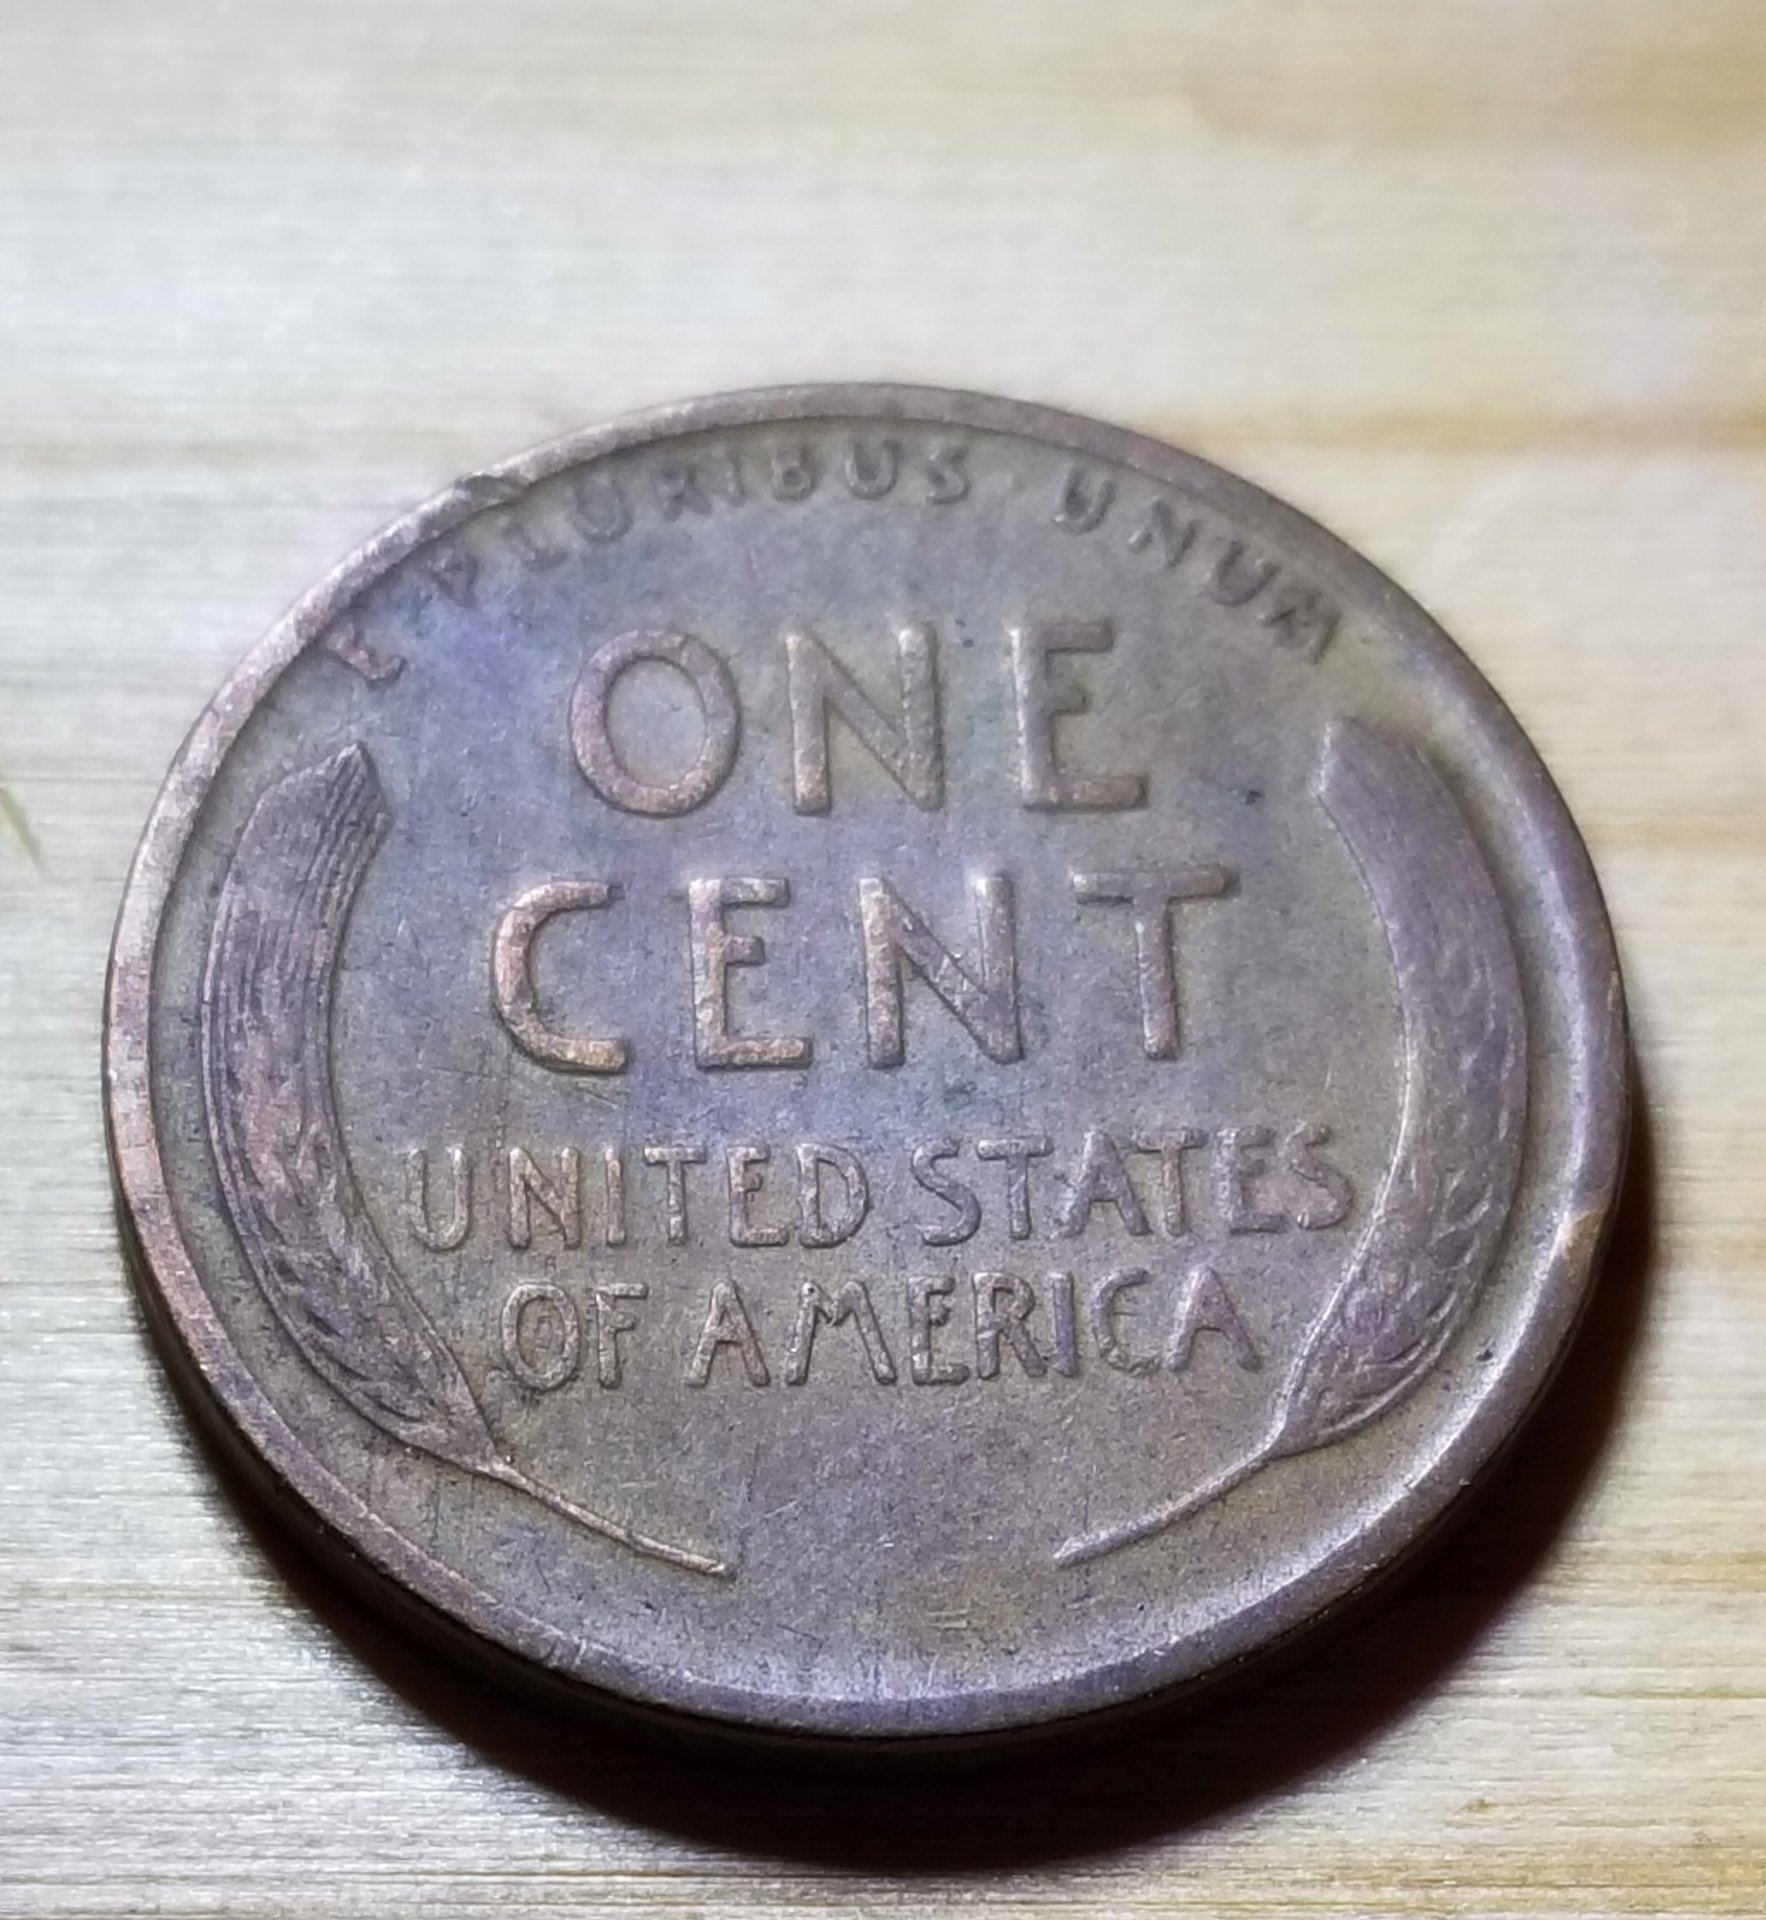 E PLURIBUS · UNUM
ONE
CENT
UNITED STATES
OF AMERICA